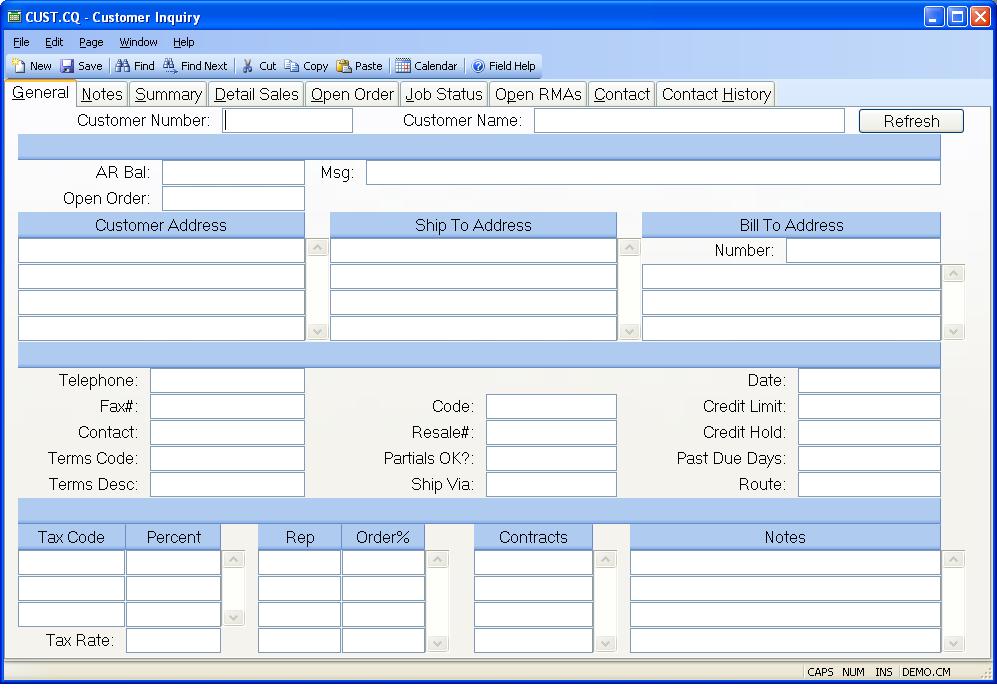 CUST.CQ - Customer Inquiry
File Edit Page Window Help
New Save Find Find Next Cut Copy Paste Calendar Field Help
General Notes Summary Detail Sales Open Order Job Status Open RMAs Contact Contact History
Customer Number: Customer Name: Refresh
AR Bal: Msg:
Open Order:
Customer Address Ship To Address Bill To Address
Number:
Telephone: Date:
Fax#: Code: Credit Limit:
Contact: Resale#: Credit Hold:
Terms Code: Partials OK?: Past Due Days:
Terms Desc: Ship Via: Route:
Tax Code Percent Rep Order% Contracts Notes
Tax Rate:
CAPS NUM INS DEMO.CM